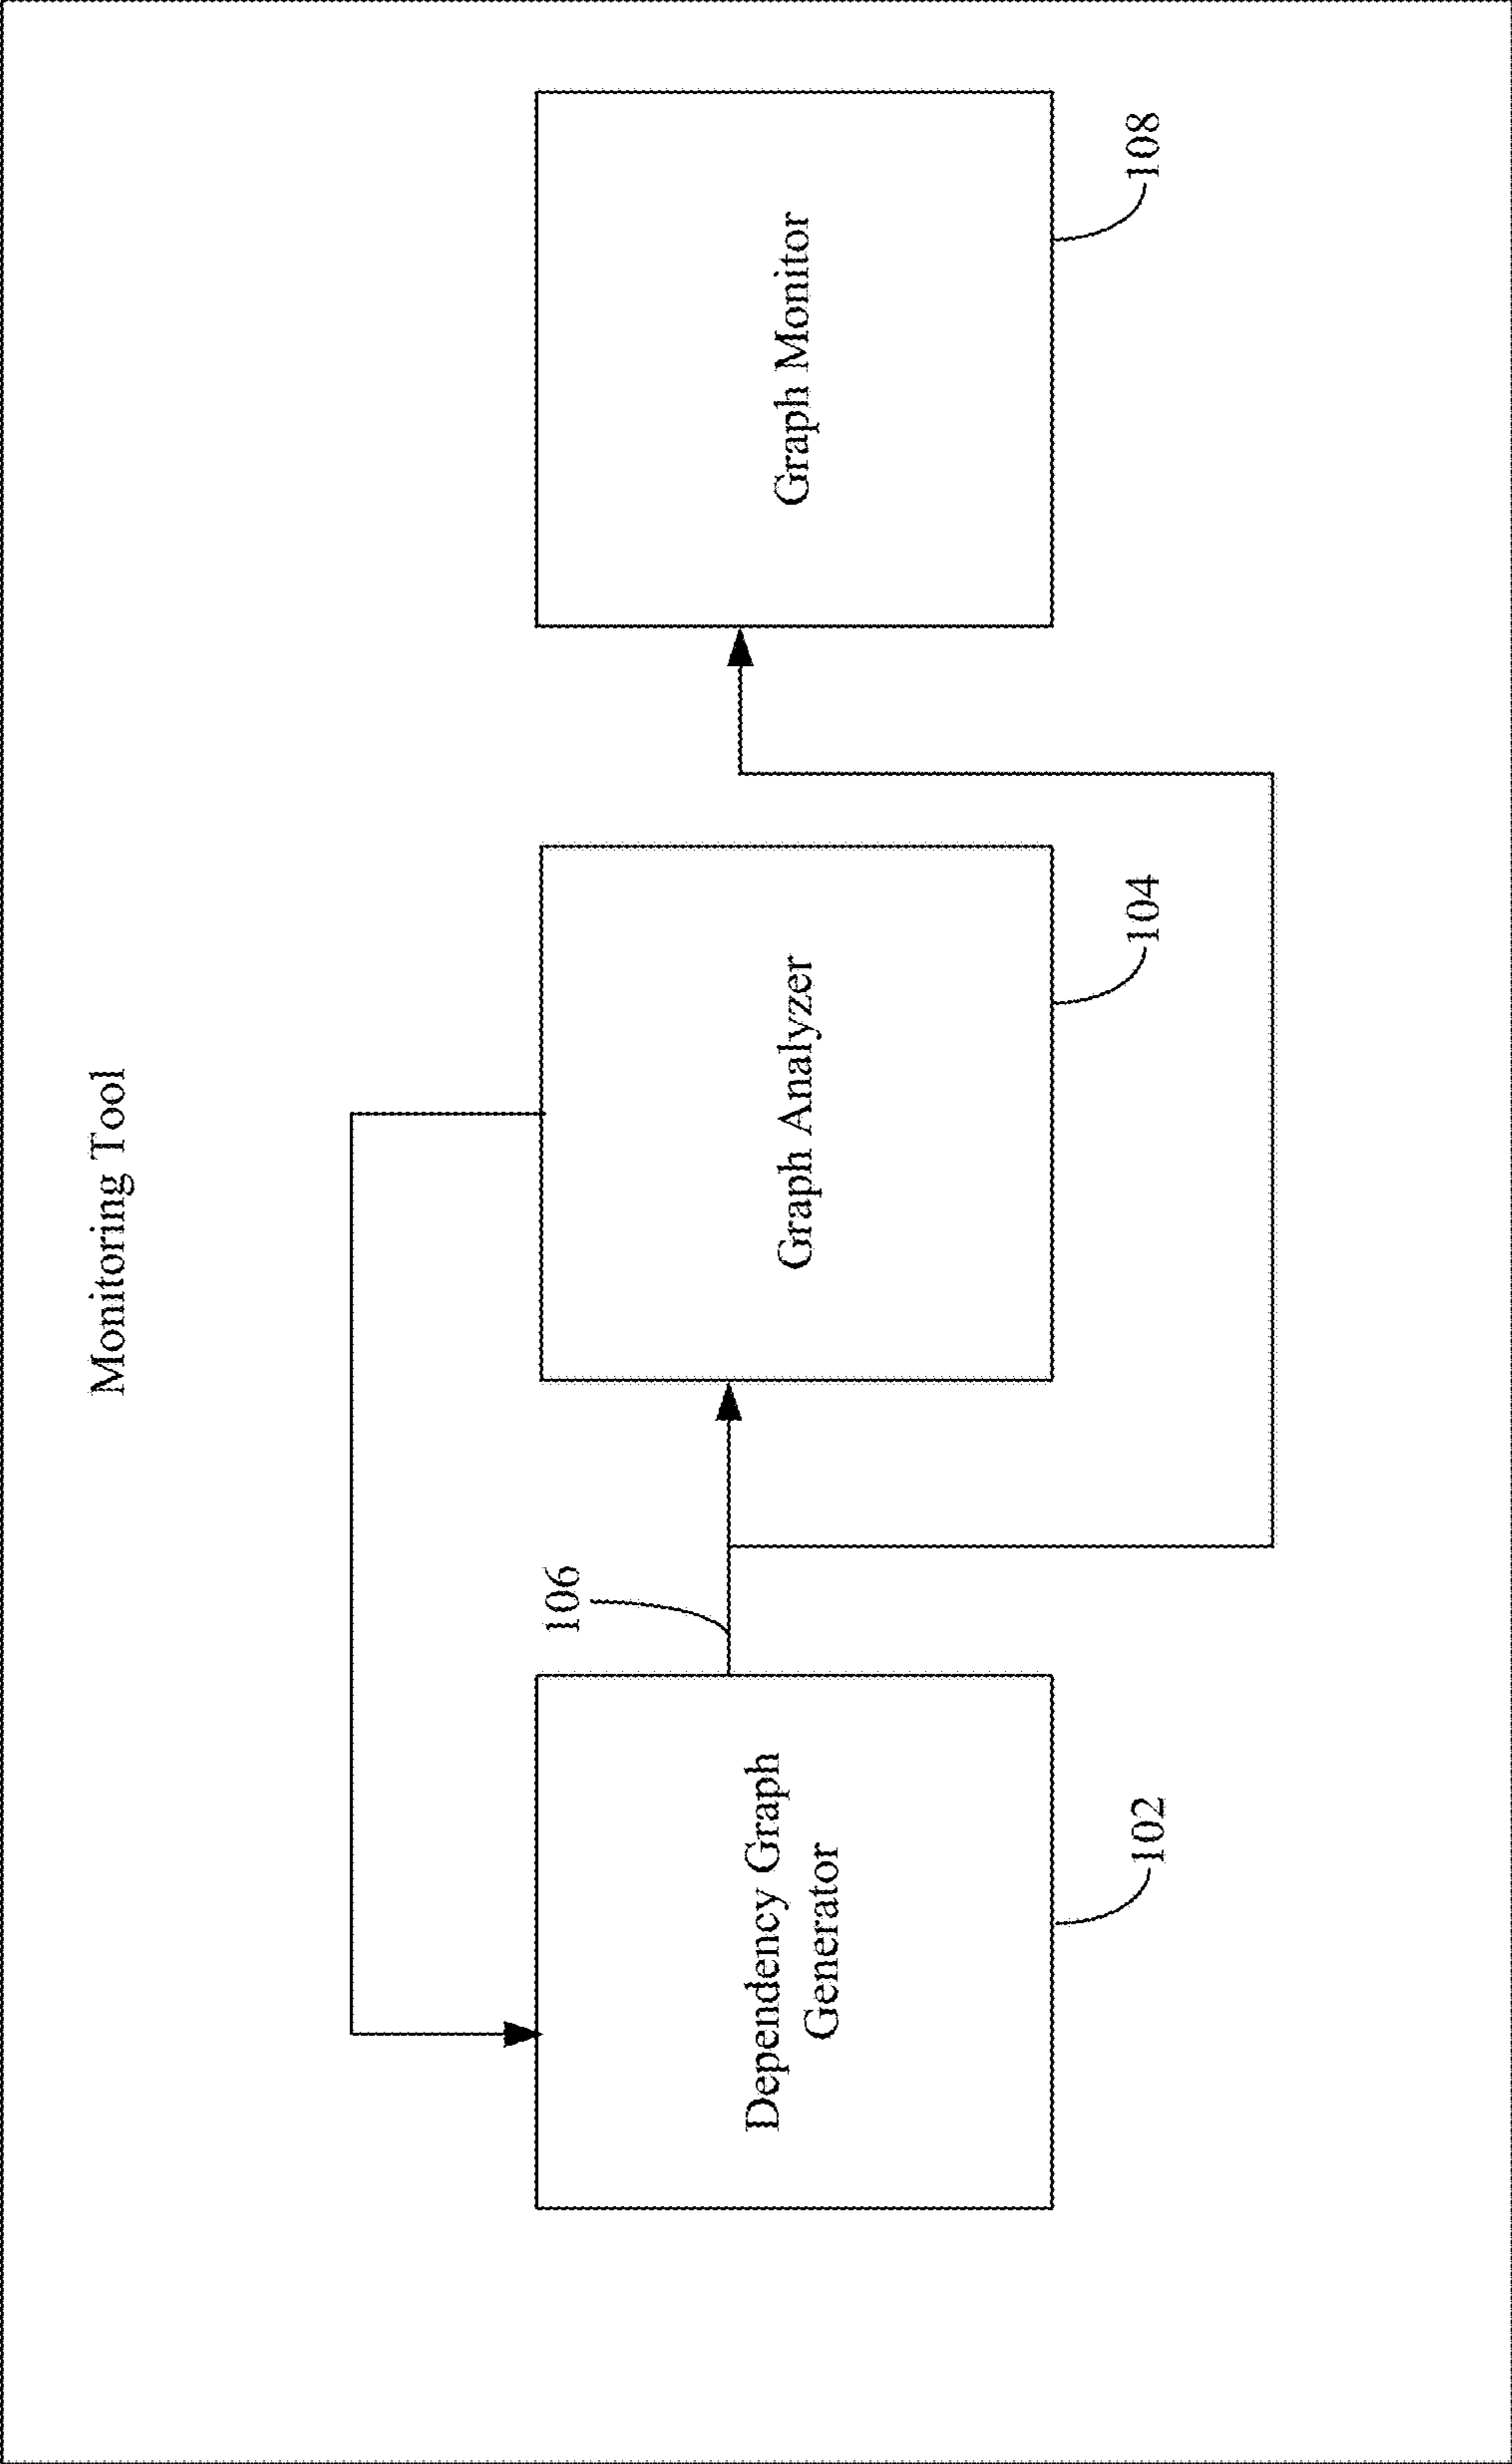 Monitoring Tool
106
Dependency Graph
Generator
Graph Analyzer
Graph Monitor
102
104
108